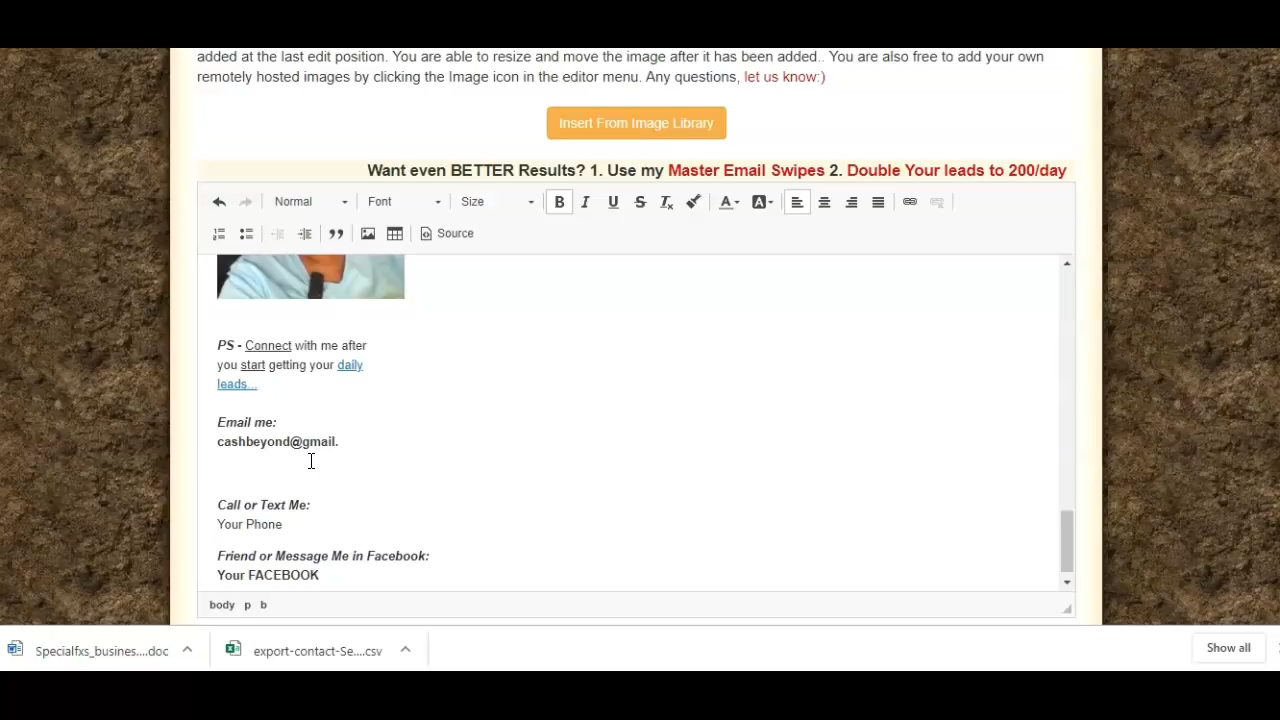 added at the last edit position. You are able to resize and move the image after it has been added.. You are also free to add your own
remotely hosted images by clicking the Image icon in the editor menu. Any questions, let us know:)
Insert From Image Library
Want even BETTER Results? 1. Use my Master Email Swipes 2. Double Your leads to 200/day
Normal Font Size B I U S Tx A A
Source
PS - Connect with me after
you start getting your daily
leads...
Email me:
cashbeyond@gmail.
Call or Text Me:
Your Phone
Friend or Message Me in Facebook:
Your FACEBOOK
body p b
Specialfxs_busines....doc export-contact-Se....csv Show all